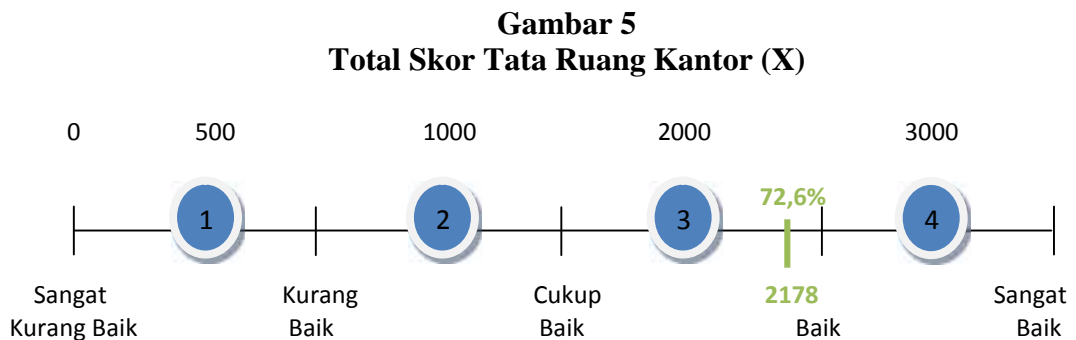 Gambar 5
Total Skor Tata Ruang Kantor (X)
0 500 1000 2000 3000
1 2 3 72,6% 4
Sangat Kurang Cukup 2178 Sangat
Kurang Baik Baik Baik Baik Baik